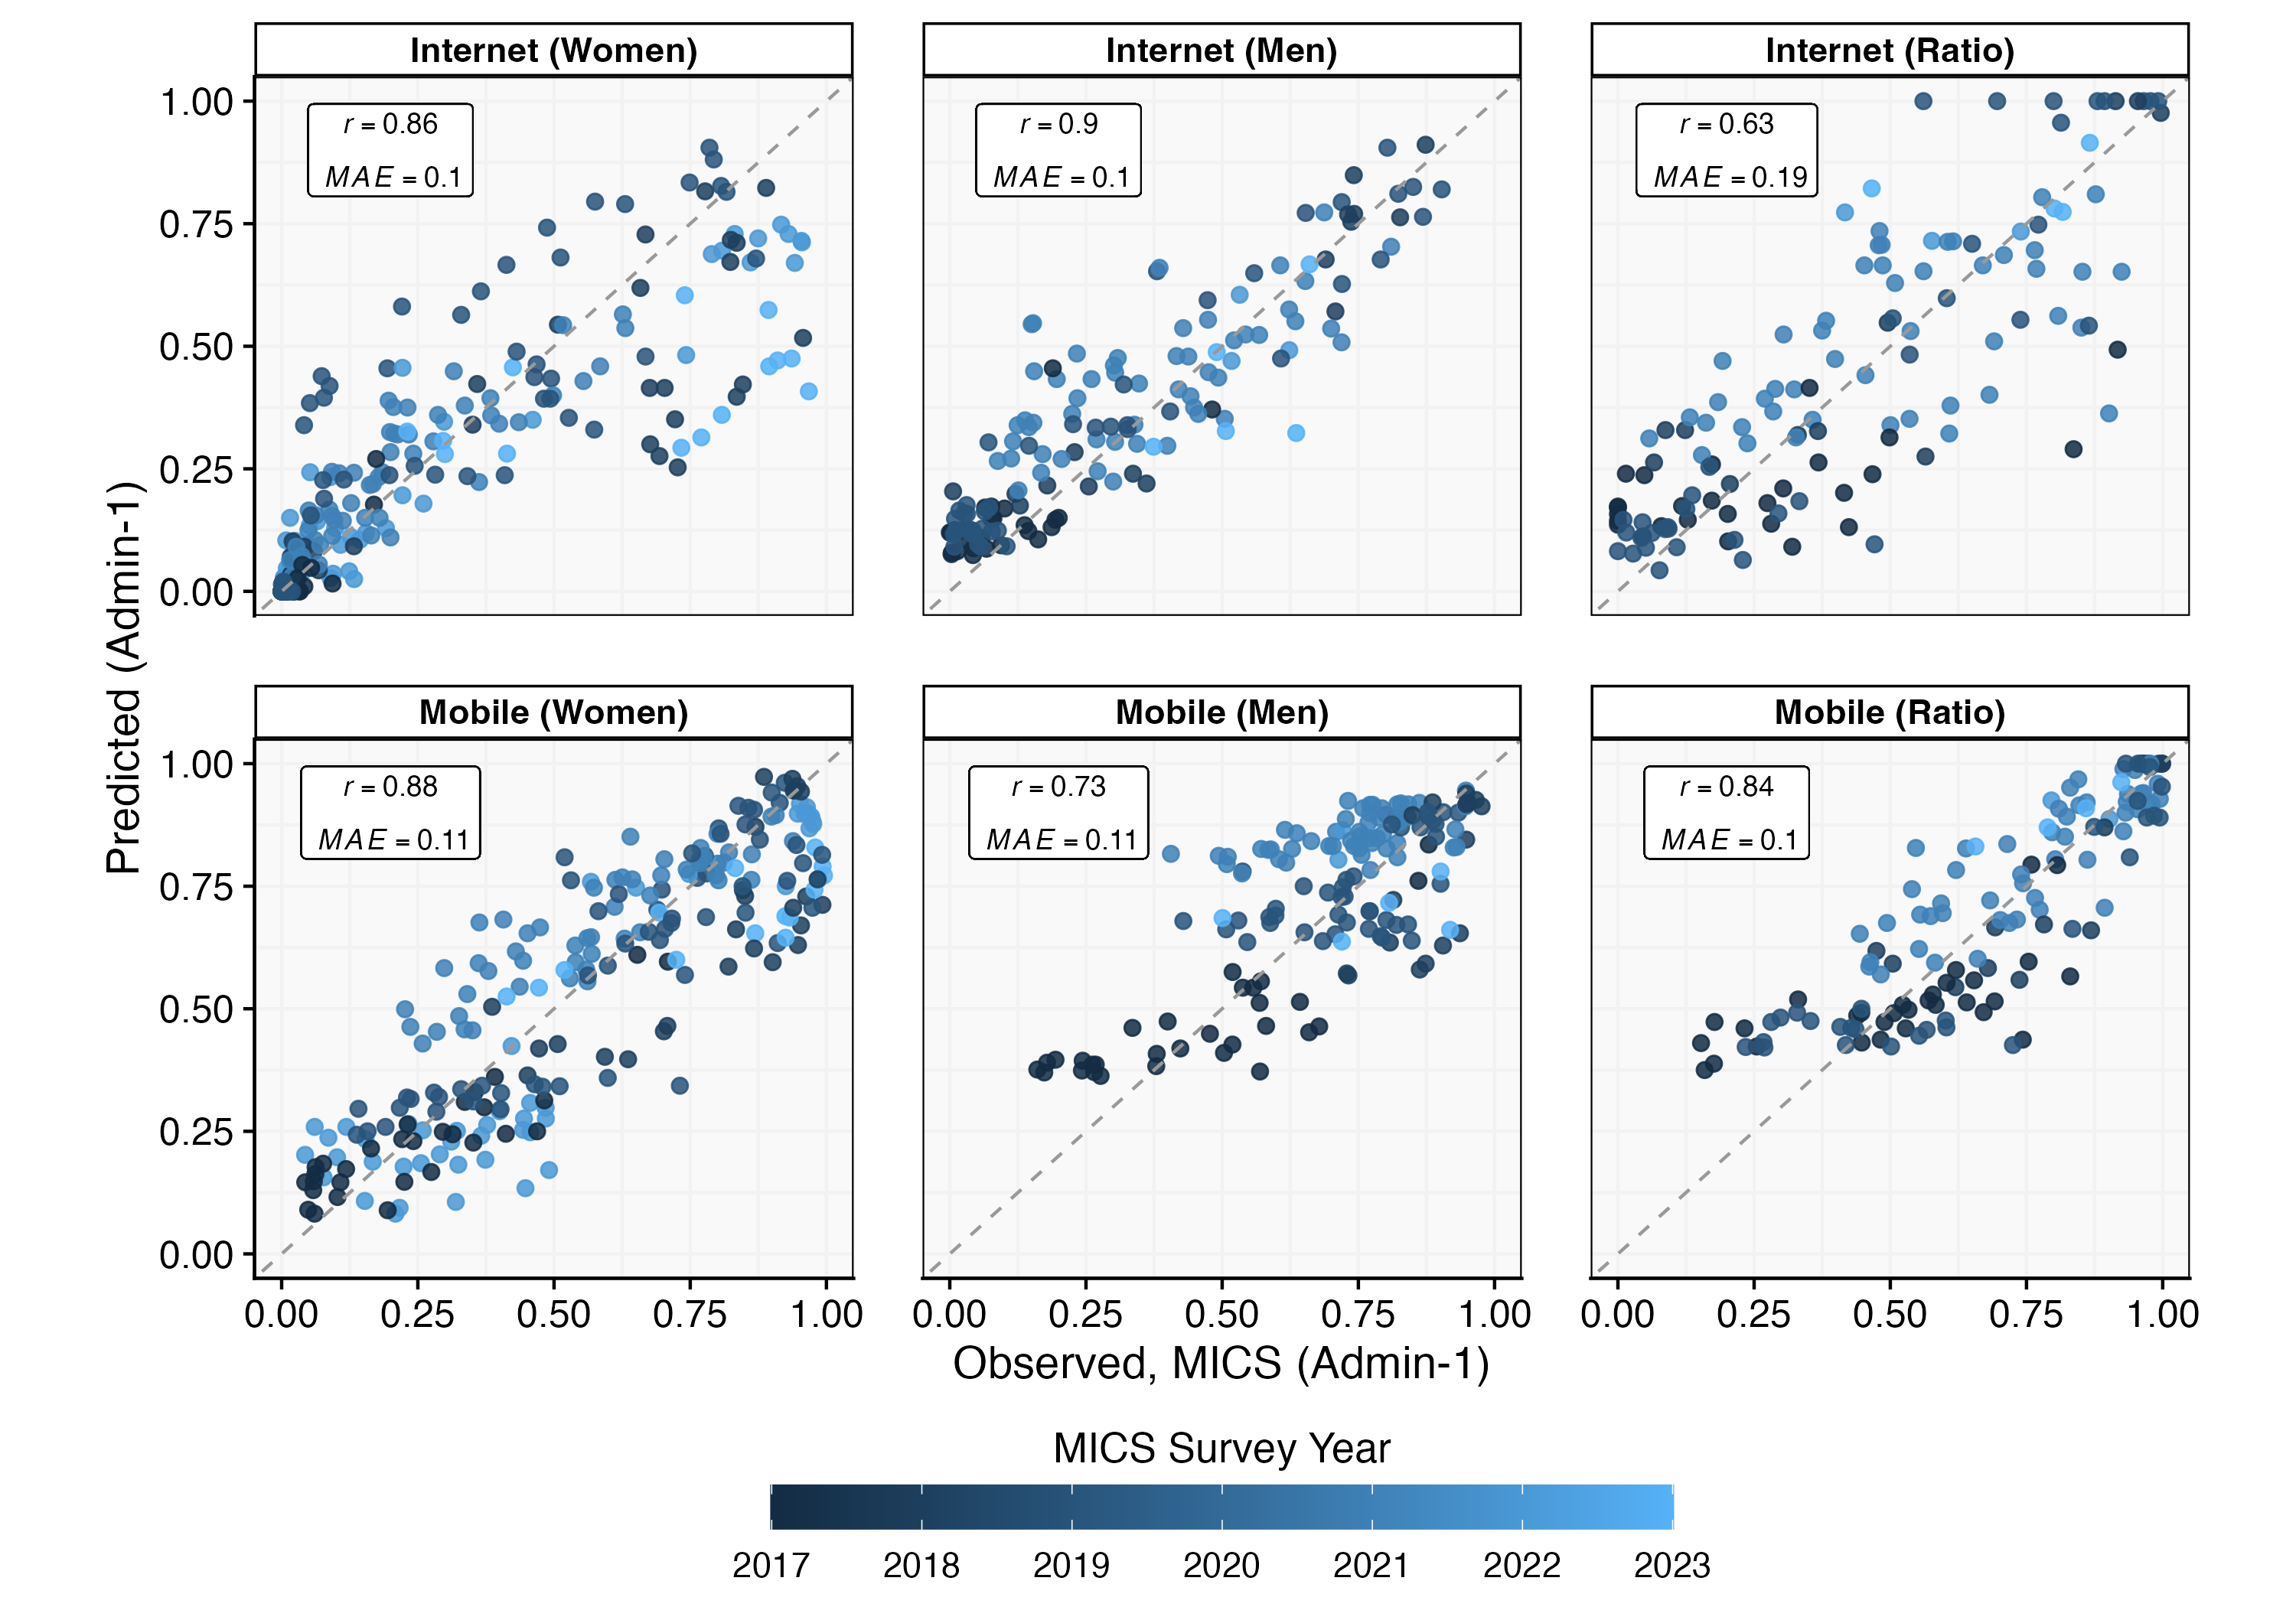 Internet (Women)
Internet (Men)
Internet (Ratio)
r = 0.86
MAE = 0.1
r = 0.9
MAE = 0.1
r = 0.63
MAE = 0.19
1.00
0.75
0.50
0.25
0.00
Predicted (Admin-1)
Mobile (Women)
Mobile (Men)
Mobile (Ratio)
r = 0.88
MAE = 0.11
r = 0.73
MAE = 0.11
r = 0.84
MAE = 0.1
1.00
0.75
0.50
0.25
0.00
0.00 0.25 0.50 0.75 1.00
0.00 0.25 0.50 0.75 1.00
0.00 0.25 0.50 0.75 1.00
Observed, MICS (Admin-1)
MICS Survey Year
2017 2018 2019 2020 2021 2022 2023